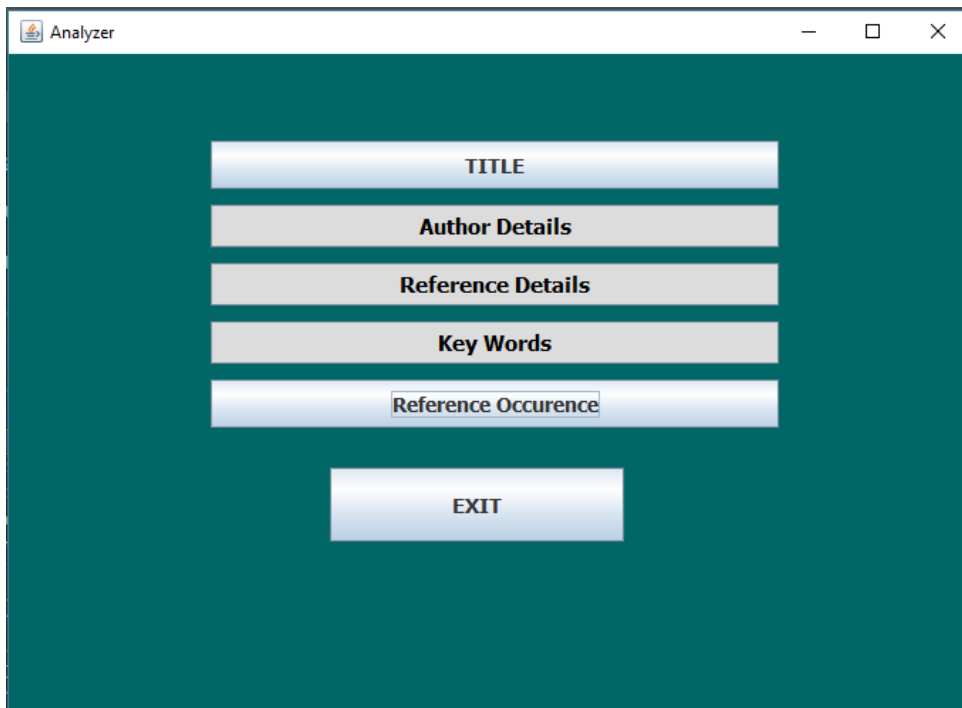 Analyzer
TITLE
Author Details
Reference Details
Key Words
Reference Occurence
EXIT